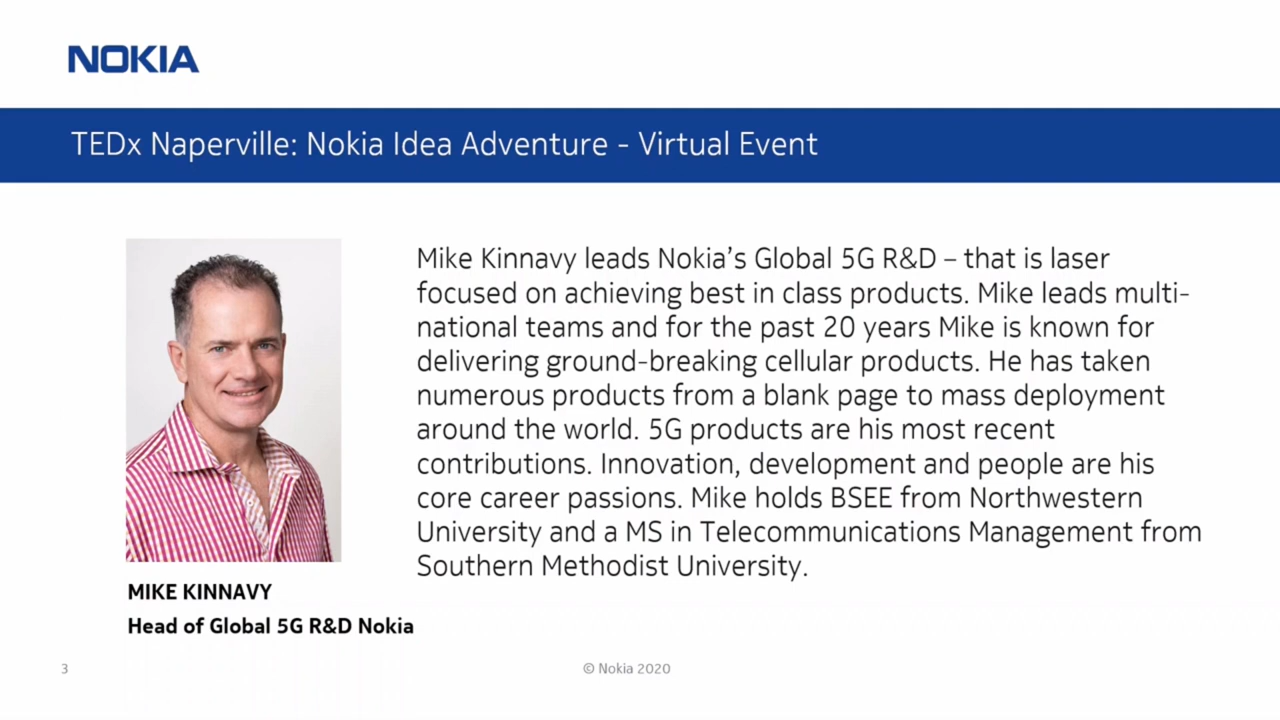 NOKIA
TEDx Naperville: Nokia Idea Adventure - Virtual Event
Mike Kinnavy leads Nokia’s Global 5G R&D – that is laser
focused on achieving best in class products. Mike leads multi-
national teams and for the past 20 years Mike is known for
delivering ground-breaking cellular products. He has taken
numerous products from a blank page to mass deployment
around the world. 5G products are his most recent
contributions. Innovation, development and people are his
core career passions. Mike holds BSEE from Northwestern
University and a MS in Telecommunications Management from
Southern Methodist University.
MIKE KINNAVY
Head of Global 5G R&D Nokia
3
© Nokia 2020